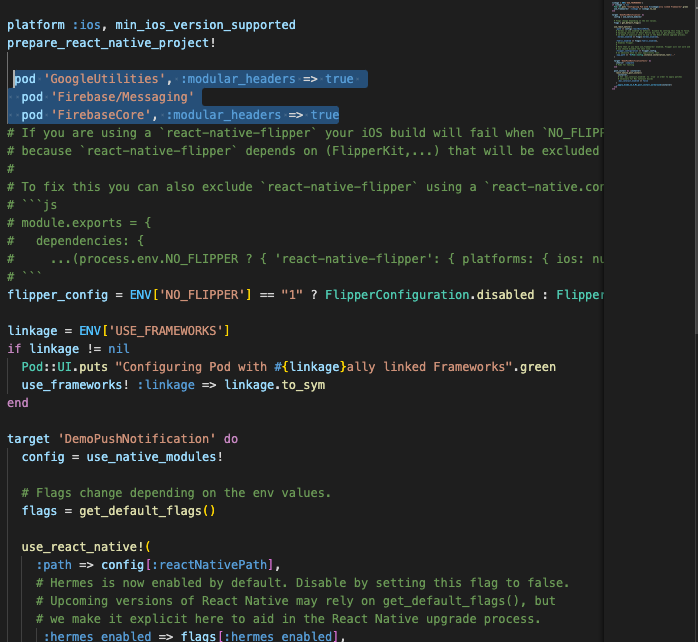 platform :ios, min_ios_version_supported
prepare_react_native_project!
pod 'GoogleUtilities', :modular_headers => true
pod 'Firebase/Messaging'
pod 'FirebaseCore', :modular_headers => true
# If you are using a `react-native-flipper` your iOS build will fail when `NO_FLIPP
# because `react-native-flipper` depends on (FlipperKit,...) that will be excluded
#
# To fix this you can also exclude `react-native-flipper` using a `react-native.con
# ```js
# module.exports = {
#   dependencies: {
#     ...(process.env.NO_FLIPPER ? { 'react-native-flipper': { platforms: { ios: nu
# ```
flipper_config = ENV['NO_FLIPPER'] == "1" ? FlipperConfiguration.disabled : Flipper
linkage = ENV['USE_FRAMEWORKS']
if linkage != nil
  Pod::UI.puts "Configuring Pod with #{linkage}ally linked Frameworks".green
  use_frameworks! :linkage => linkage.to_sym
end
target 'DemoPushNotification' do
  config = use_native_modules!
  # Flags change depending on the env values.
  flags = get_default_flags()
  use_react_native!(
    :path => config[:reactNativePath],
    # Hermes is now enabled by default. Disable by setting this flag to false.
    # Upcoming versions of React Native may rely on get_default_flags(), but
    # we make it explicit here to aid in the React Native upgrade process.
    :hermes_enabled => flags[:hermes_enabled],